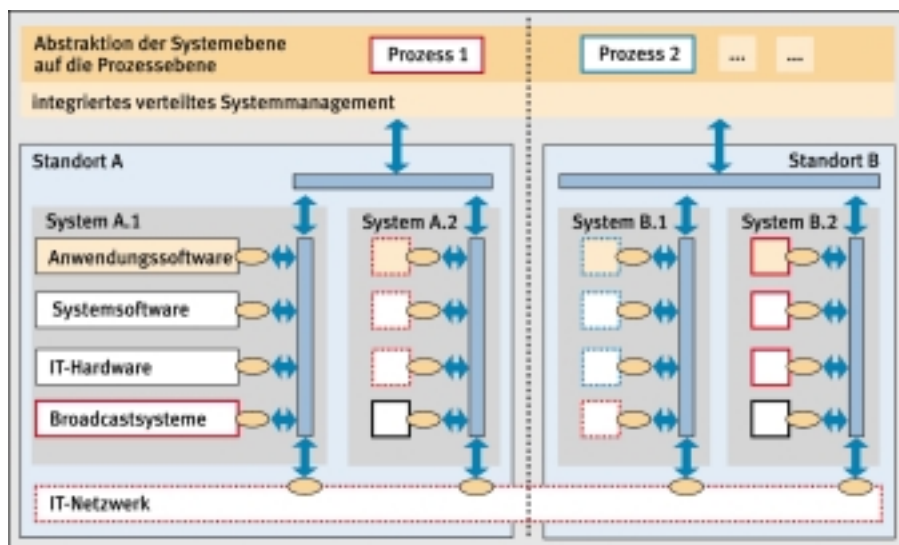 Abstraktion der Systemebene
auf die Prozessebene
Prozess 1
Prozess 2
...
...
integriertes verteiltes Systemmanagement
Standort A
Standort B
System A.1
System A.2
System B.1
System B.2
Anwendungssoftware
Systemsoftware
IT-Hardware
Broadcastsysteme
IT-Netzwerk